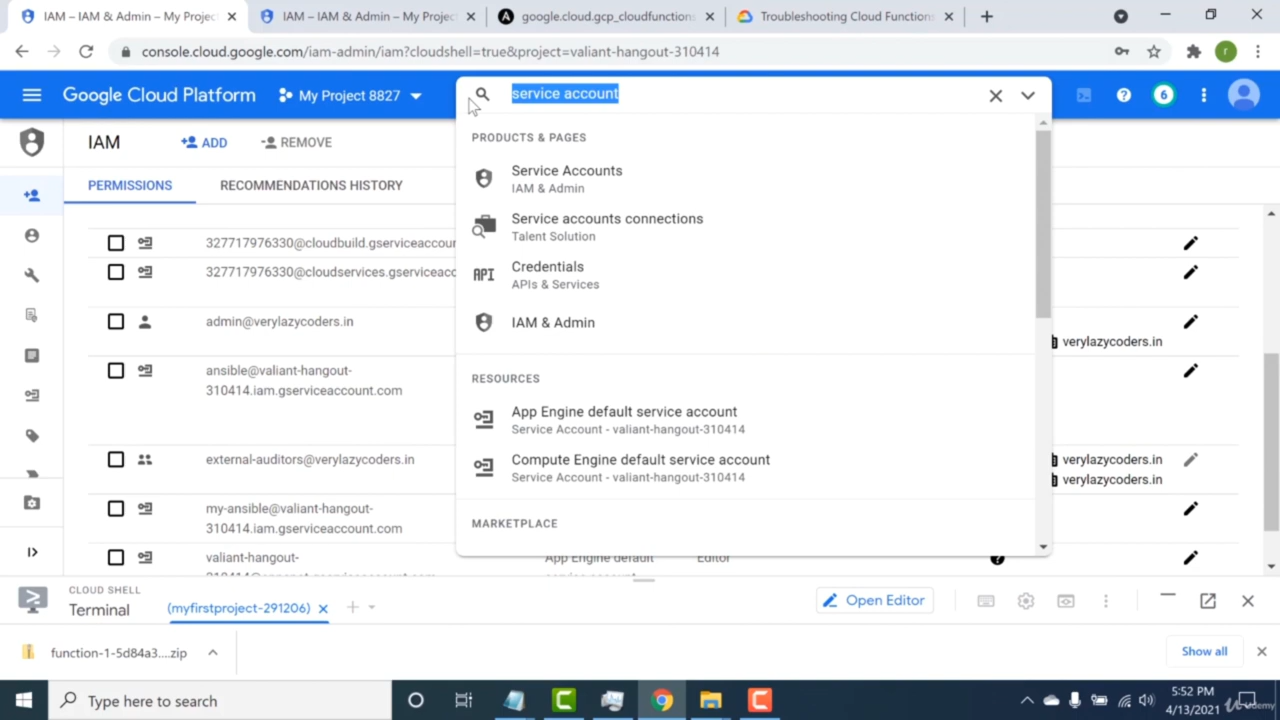 IAM – IAM & Admin – My Projec
IAM – IAM & Admin – My Projec
google.cloud.gcp_cloudfunctions
Troubleshooting Cloud Functions
console.cloud.google.com/iam-admin/iam?cloudshell=true&project=valiant-hangout-310414
r
Google Cloud Platform
My Project 8827
service account
6
IAM
ADD
REMOVE
PERMISSIONS
RECOMMENDATIONS HISTORY
PRODUCTS & PAGES
Service Accounts
IAM & Admin
Service accounts connections
Talent Solution
API
Credentials
APIs & Services
IAM & Admin
RESOURCES
App Engine default service account
Service Account - valiant-hangout-310414
Compute Engine default service account
Service Account - valiant-hangout-310414
MARKETPLACE
327717976330@cloudbuild.gserviceaccoun
327717976330@cloudservices.gserviceacc
admin@verylazycoders.in
verylazycoders.in
ansible@valiant-hangout-
310414.iam.gserviceaccount.com
external-auditors@verylazycoders.in
verylazycoders.in
verylazycoders.in
my-ansible@valiant-hangout-
310414.iam.gserviceaccount.com
valiant-hangout-
App Engine default
Editor
CLOUD SHELL
Terminal
(myfirstproject-291206)
Open Editor
function-1-5d84a3....zip
Show all
Type here to search
5:52 PM
4/13/2021
Udemy